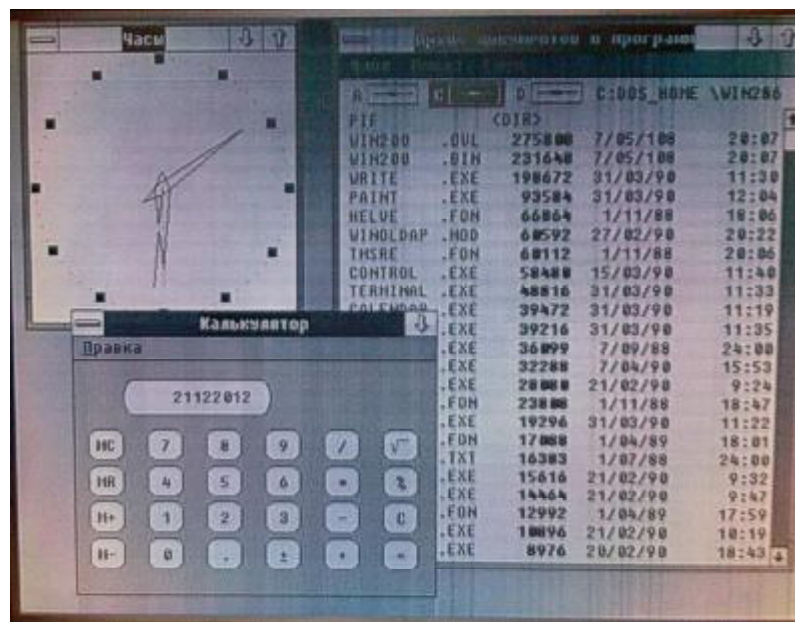 Часы
A C D C:DOS_HOME \WIN286
PIF (DIR)
WIN200 .OVL 275800 7/05/108 20:07
WIN200 .BIN 231640 7/05/108 20:07
WRITE .EXE 198672 31/03/90 11:30
PAINT .EXE 93584 31/03/90 12:04
HELVE .FON 66864 1/11/88 18:06
WINOLDAP .MOD 60592 27/02/90 20:22
TMSRE .FON 60112 1/11/88 20:06
CONTROL .EXE 58480 15/03/90 11:40
TERMINAL .EXE 48816 31/03/90 11:33
CALENDAR .EXE 39472 31/03/90 11:19
.EXE 39216 31/03/90 11:35
.EXE 36099 7/09/88 24:00
.EXE 32288 7/04/90 15:53
.EXE 28080 21/02/90 9:24
.FON 23808 1/11/88 18:47
.EXE 19296 31/03/90 11:22
.FON 17088 1/04/89 18:01
.TXT 16383 1/07/88 24:00
.EXE 15616 21/02/90 9:32
.EXE 14464 21/02/90 9:47
.FON 12992 1/04/89 17:59
.EXE 10896 21/02/90 10:19
.EXE 8976 20/02/90 18:43
Калькулятор
Правка
21122012
MC 7 8 9 / √
MR 4 5 6 * %
M+ 1 2 3 - C
M- 0 . ± + =